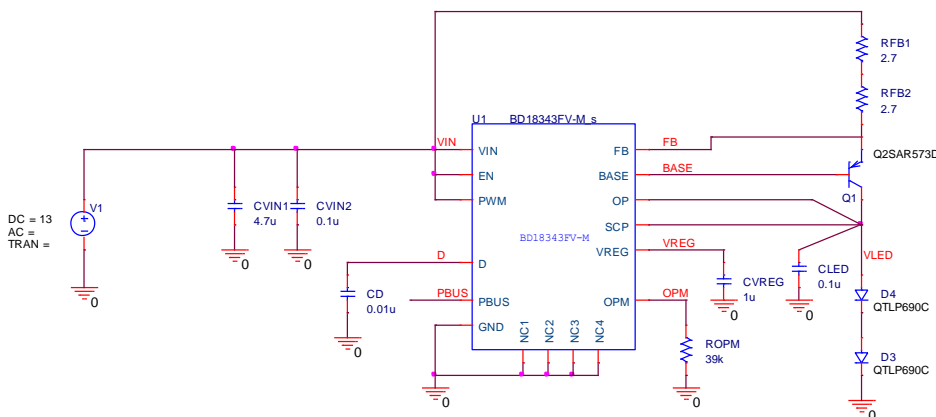 RFB1
2.7
RFB2
2.7
U1 BD18343FV-M_s
VIN
VIN
EN
PWM
D
D
PBUS
PBUS
GND
NC1
NC2
NC3
NC4
BD18343FV-M
FB
FB
BASE
BASE
OP
SCP
VREG
VREG
OPM
OPM
Q2SAR573D
Q1
V1
DC = 13
AC =
TRAN =
0
CVIN1
4.7u
0
CVIN2
0.1u
0
CD
0.01u
0
0
CVREG
1u
0
CLED
0.1u
0
VLED
ROPM
39k
0
D4
QTLP690C
D3
QTLP690C
0